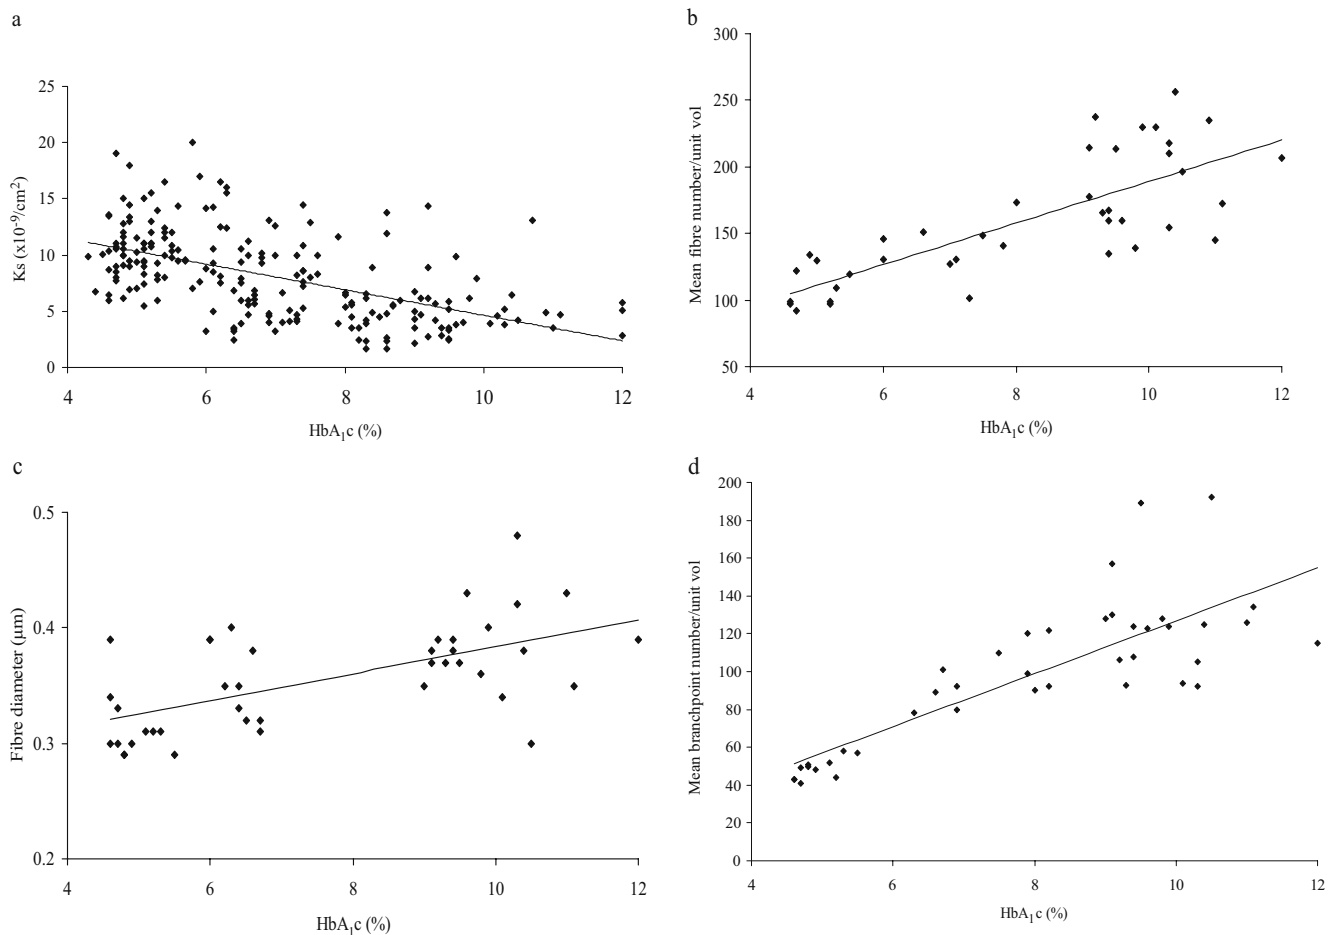 a
25
20
15
10
5
0
Ks (x10⁻⁹/cm²)
4 6 8 10 12
HbA₁c (%)
b
300
250
200
150
100
50
Mean fibre number/unit vol
4 6 8 10 12
HbA₁c (%)
c
0.5
0.4
0.3
0.2
Fibre diameter (µm)
4 6 8 10 12
HbA₁c (%)
d
200
180
160
140
120
100
80
60
40
20
0
Mean branchpoint number/unit vol
4 6 8 10 12
HbA₁c (%)